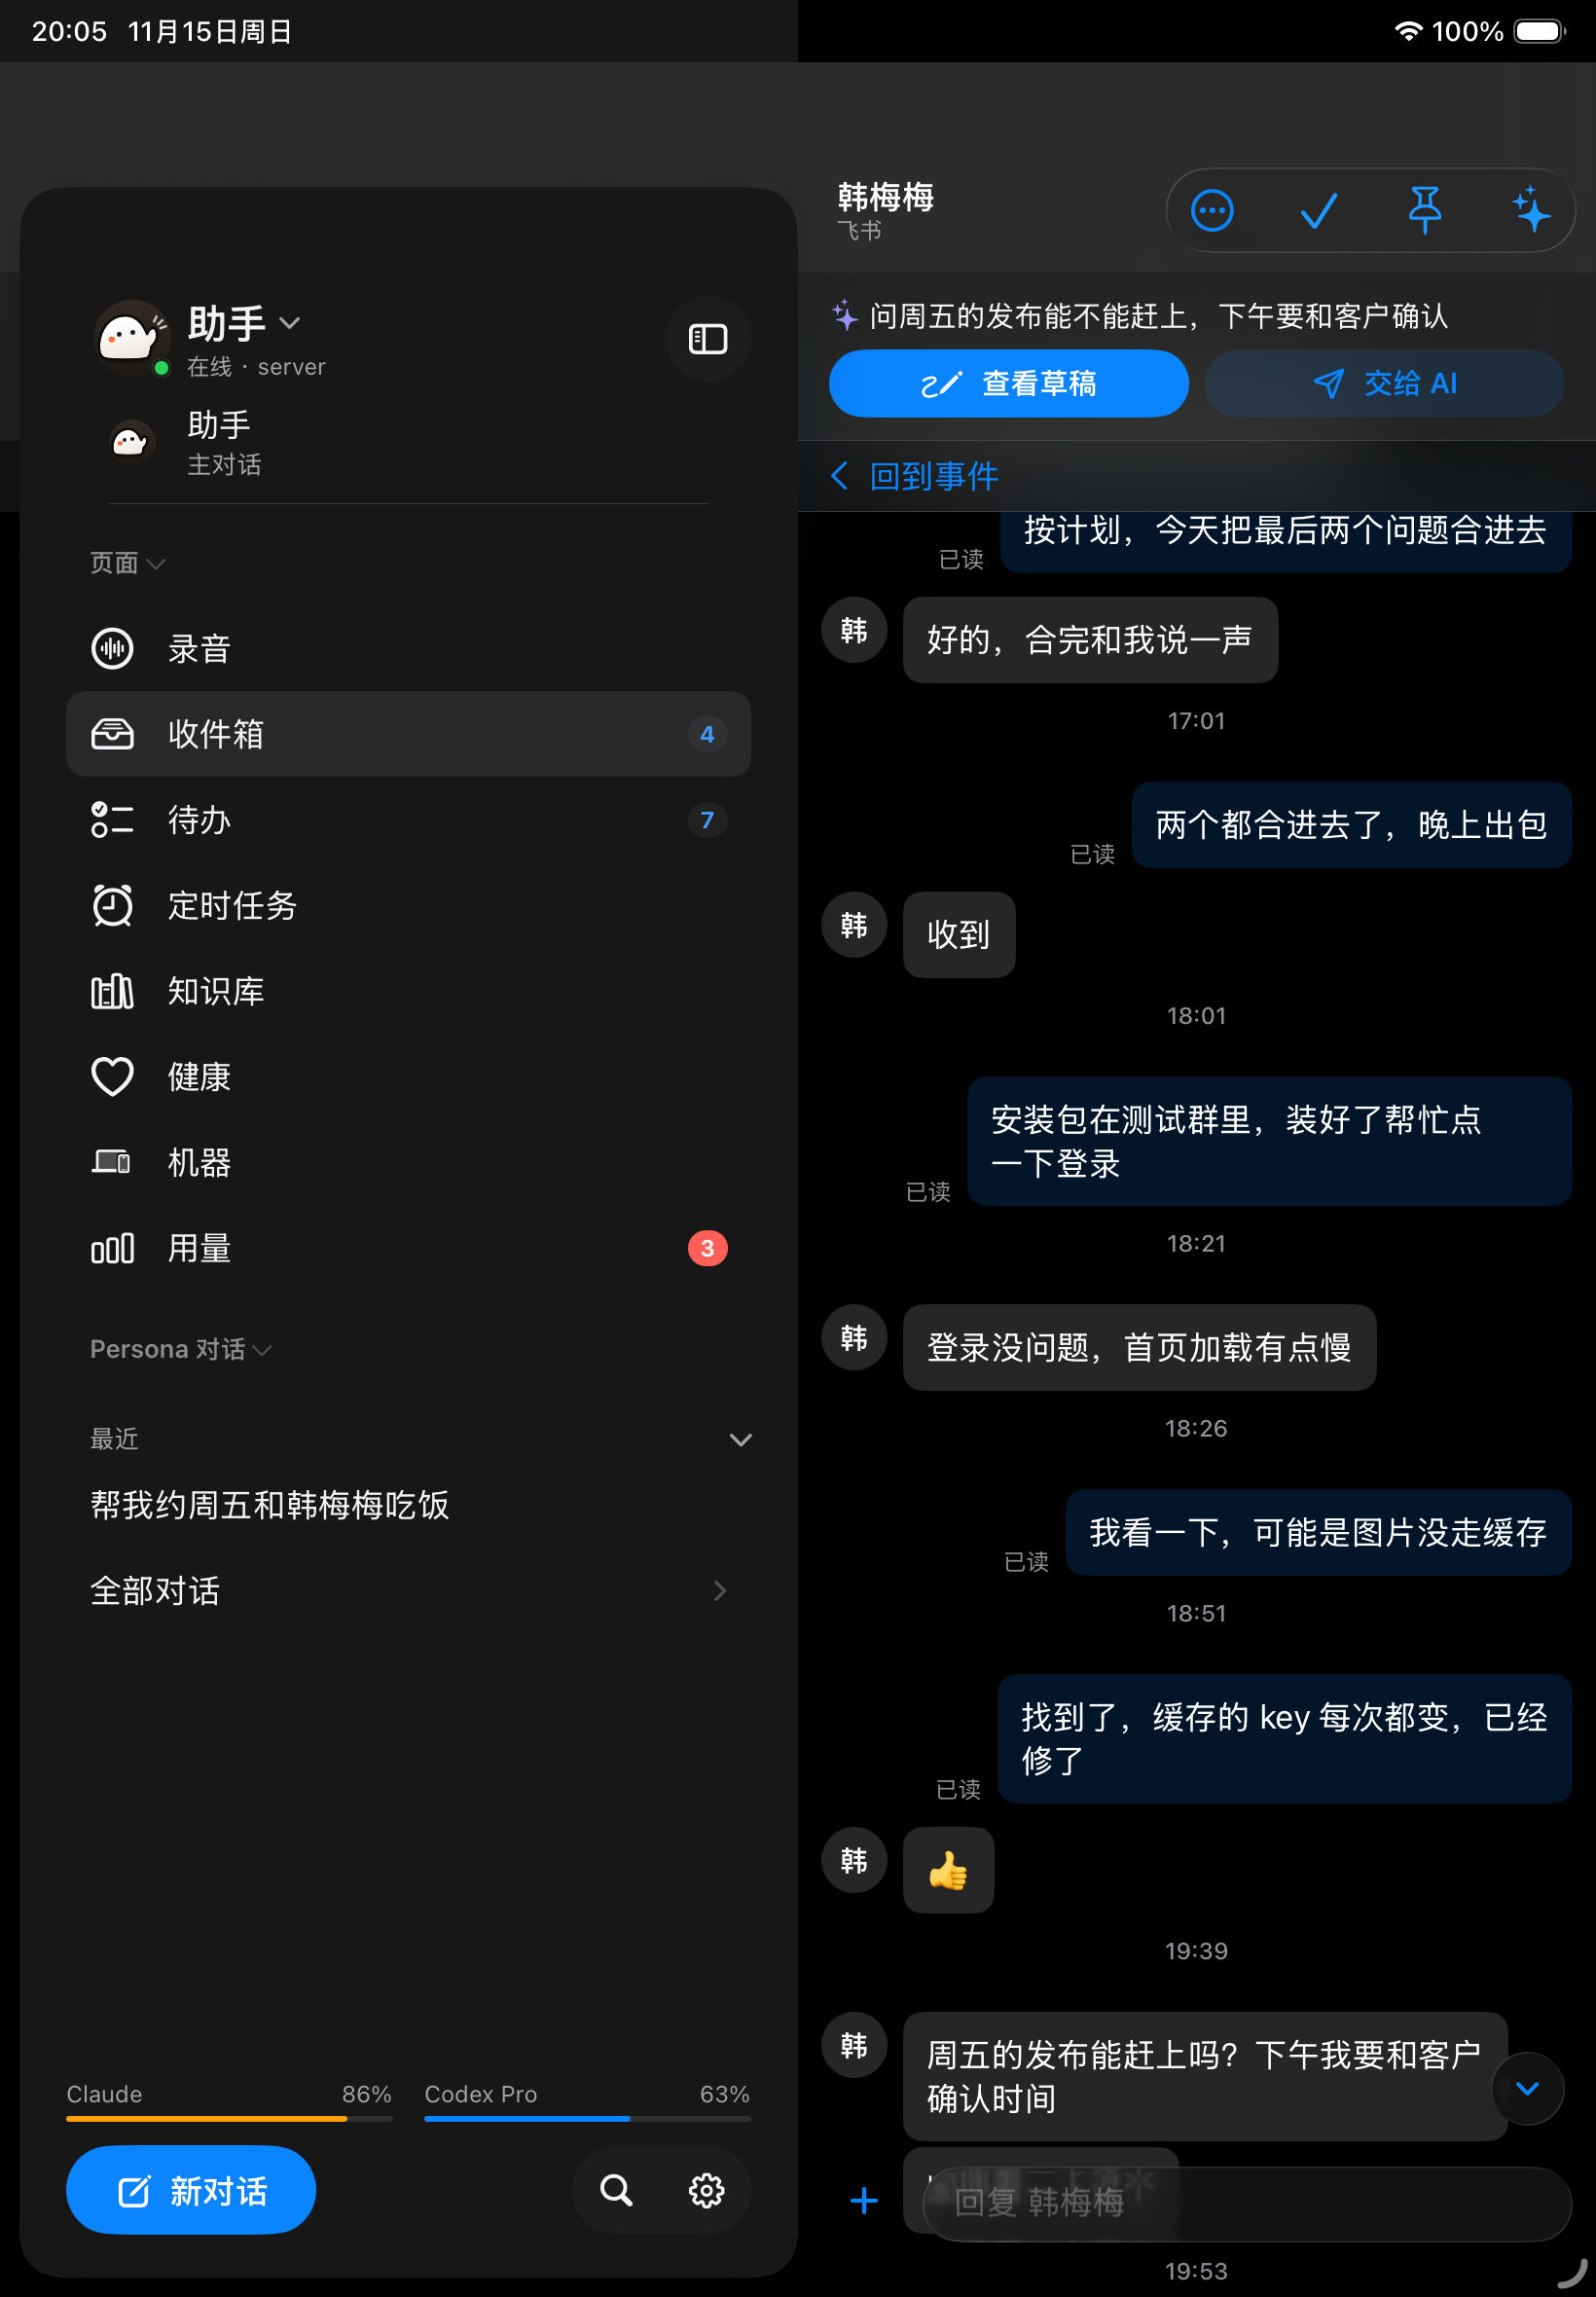 20:05 11月15日周日
100%
助手
在线 · server
助手
主对话
页面
录音
收件箱 4
待办 7
定时任务
知识库
健康
机器
用量 3
Persona 对话
最近
帮我约周五和韩梅梅吃饭
全部对话
Claude 86% Codex Pro 63%
新对话
韩梅梅
飞书
问周五的发布能不能赶上，下午要和客户确认
查看草稿 交给 AI
回到事件
按计划，今天把最后两个问题合进去
已读
韩 好的，合完和我说一声
17:01
两个都合进去了，晚上出包
已读
韩 收到
18:01
安装包在测试群里，装好了帮忙点
一下登录
已读
18:21
韩 登录没问题，首页加载有点慢
18:26
我看一下，可能是图片没走缓存
已读
18:51
找到了，缓存的 key 每次都变，已经
修了
已读
韩 👍
19:39
韩 周五的发布能赶上吗？下午我要和客户
确认时间
回复 韩梅梅
19:53